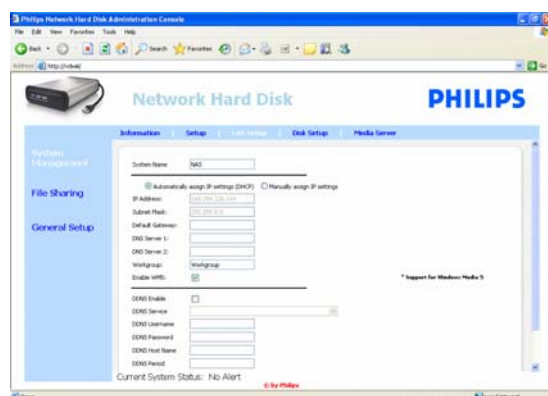 Philips Network Hard Disk Administration Console
File Edit View Favorites Tools Help
Back Search Favorites
Address Go
Network Hard Disk
PHILIPS
Information Setup LAN Setup Disk Setup Media Server
System Management
File Sharing
General Setup
System Name: NAS
Automatically assign IP settings (DHCP) Manually assign IP settings
IP Address:
Subnet Mask:
Default Gateway:
DNS Server 1:
DNS Server 2:
Workgroup: Workgroup
Enable WMS: * Support for Windows Media
DDNS Enable
DDNS Service
DDNS Username
DDNS Password
DDNS Host Name
DDNS Period
Current System Status: No Alert
© by Philips